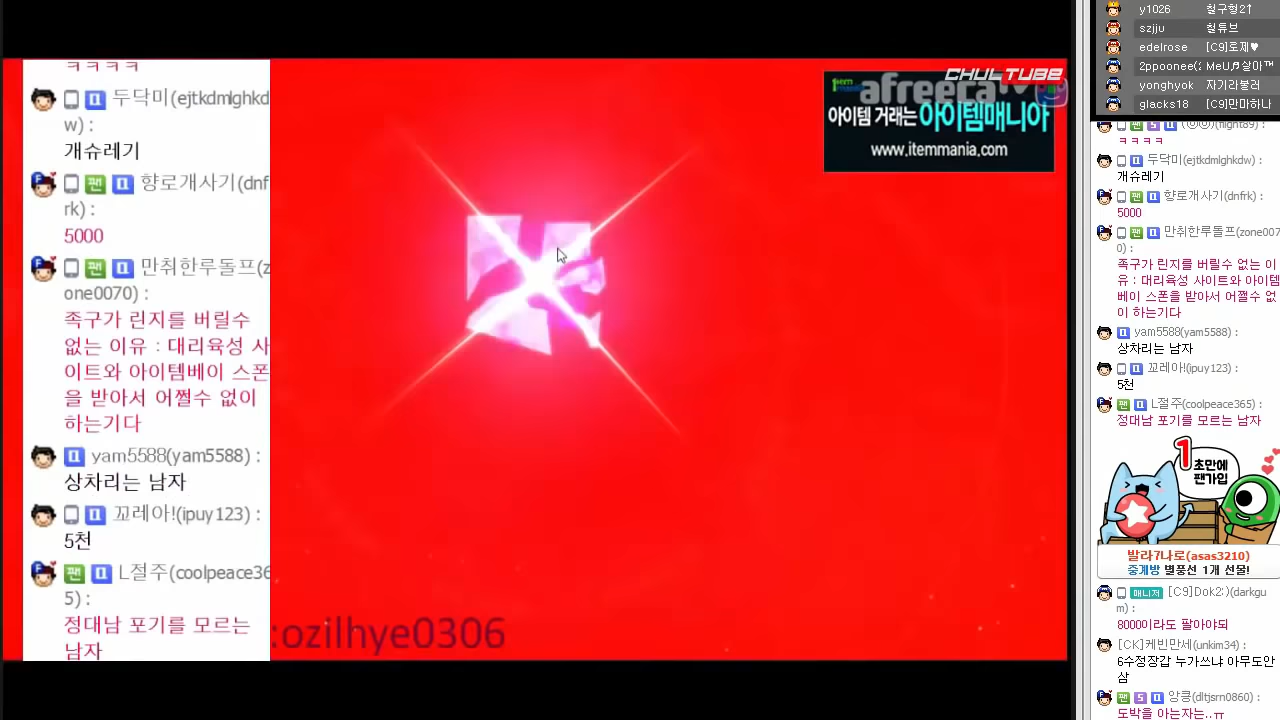 ㅋㅋㅋㅋ
두닥미(ejtkdmlghkd
w) :
개슈레기
팬 향로개사기(dnf
rk) :
5000
팬 만취한루돌프(z
one0070) :
족구가 린지를 버릴수
없는 이유 : 대리육성 사
이트와 아이템베이 스폰
을 받아서 어쩔수 없이
하는기다
yam5588(yam5588) :
상차리는 남자
꼬레아!(ipuy123) :
5천
팬 L절주(coolpeace36
5) :
정대남 포기를 모르는
남자
:ozilhye0306
CHULTUBE
afreecaTV
아이템 거래는 아이템매니아
www.itemmania.com
y1026 칠구형2↑
szjju 칠튜브
edelrose [C9]로제♥
2ppoonee(2 MeU♬살아™
yonghyok 자기라불러
glacks18 [C9]만마하나
ㅋㅋㅋㅋ
두닥미(ejtkdmlghkdw) :
개슈레기
팬 향로개사기(dnfrk) :
5000
팬 만취한루돌프(zone007
0) :
족구가 린지를 버릴수 없는 이
유 : 대리육성 사이트와 아이템
베이 스폰을 받아서 어쩔수 없
이 하는기다
yam5588(yam5588) :
상차리는 남자
꼬레아!(ipuy123) :
5천
팬 L절주(coolpeace365) :
정대남 포기를 모르는 남자
1
초만에
팬가입
발라7나로(asas3210)
중계방 별풍선 1개 선물!
매니저 [C9]Dok2:)(darkgu
m) :
8000이라도 팔아야되
[CK]케빈만세(unkim34) :
6수정장갑 누가쓰냐 아무도안
삼
팬 S 앙쿵(dltjsrn0860) :
도박을 아는자는..ㅠ